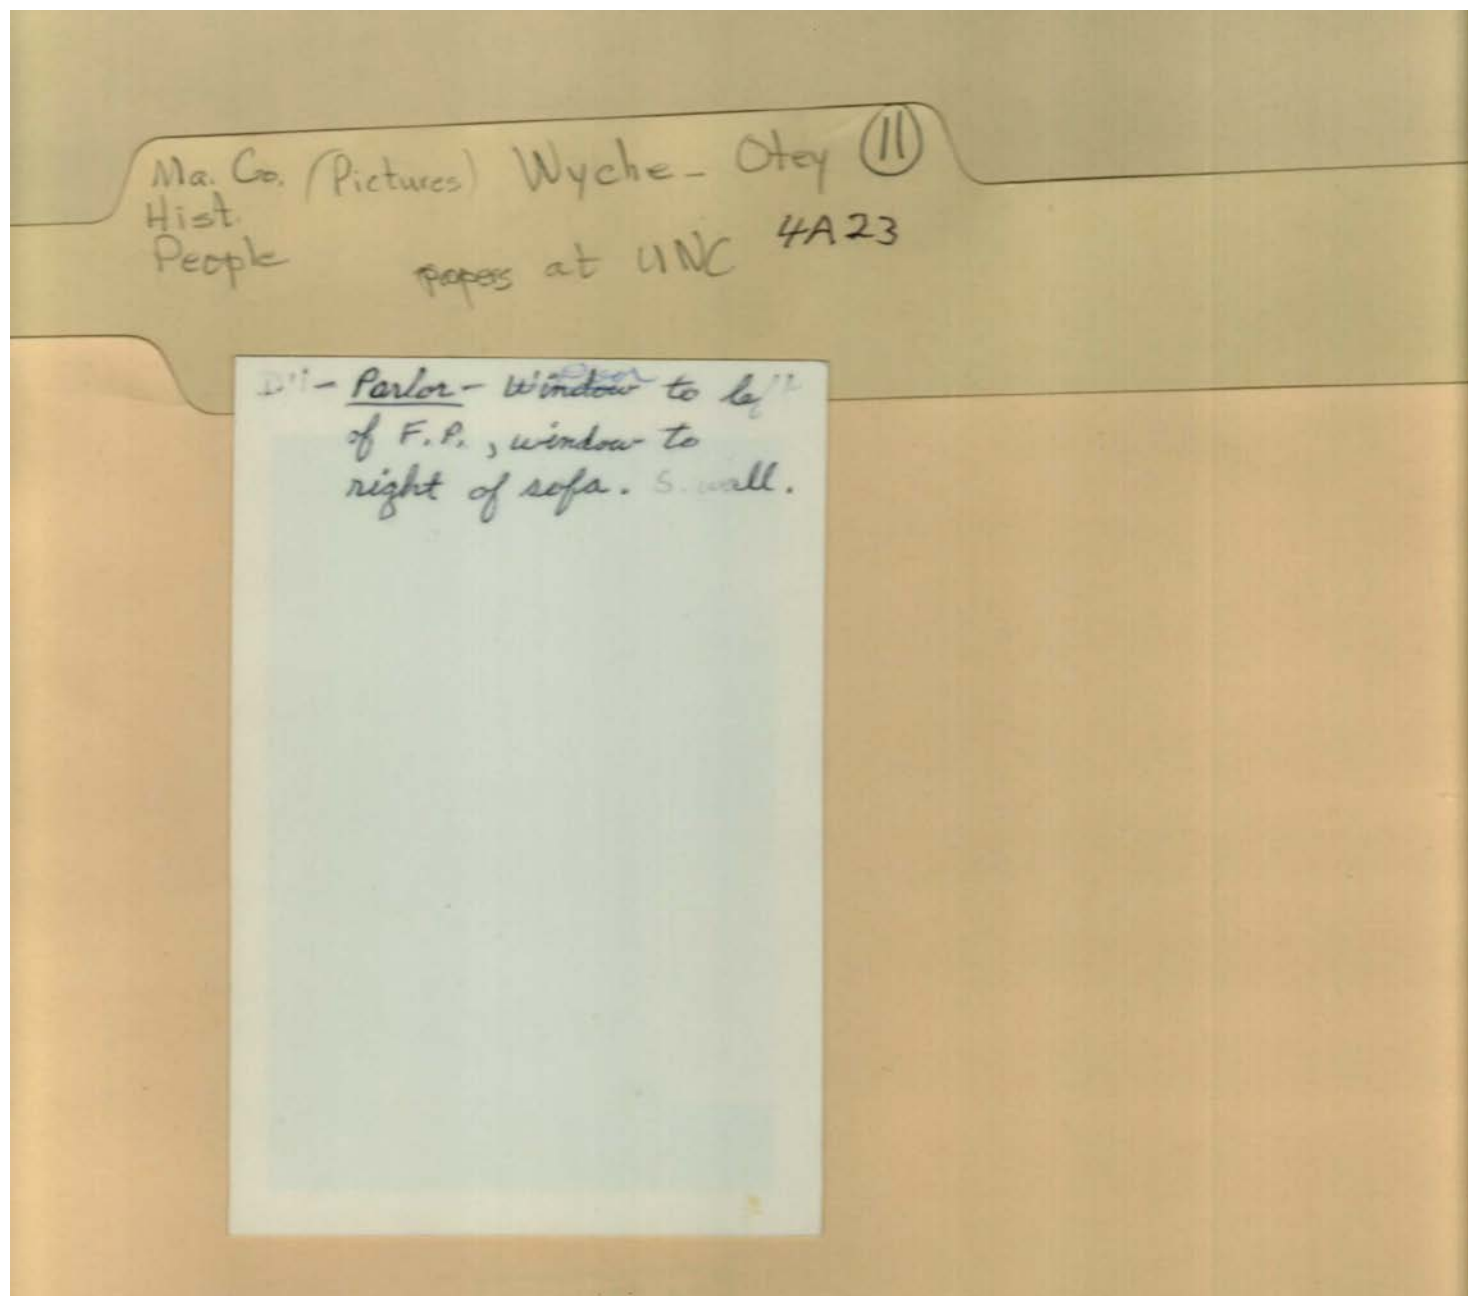 Ma. Co. (Pictures) Wyche - Otey 11
Hist.
People
papers at UNC 4A23
- Parlor - Window to left
of F.P., window to
right of sofa. S. wall.